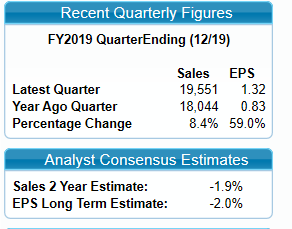 Recent Quarterly Figures
FY2019 QuarterEnding (12/19)
Sales EPS
Latest Quarter 19,551 1.32
Year Ago Quarter 18,044 0.83
Percentage Change 8.4% 59.0%
Analyst Consensus Estimates
Sales 2 Year Estimate: -1.9%
EPS Long Term Estimate: -2.0%